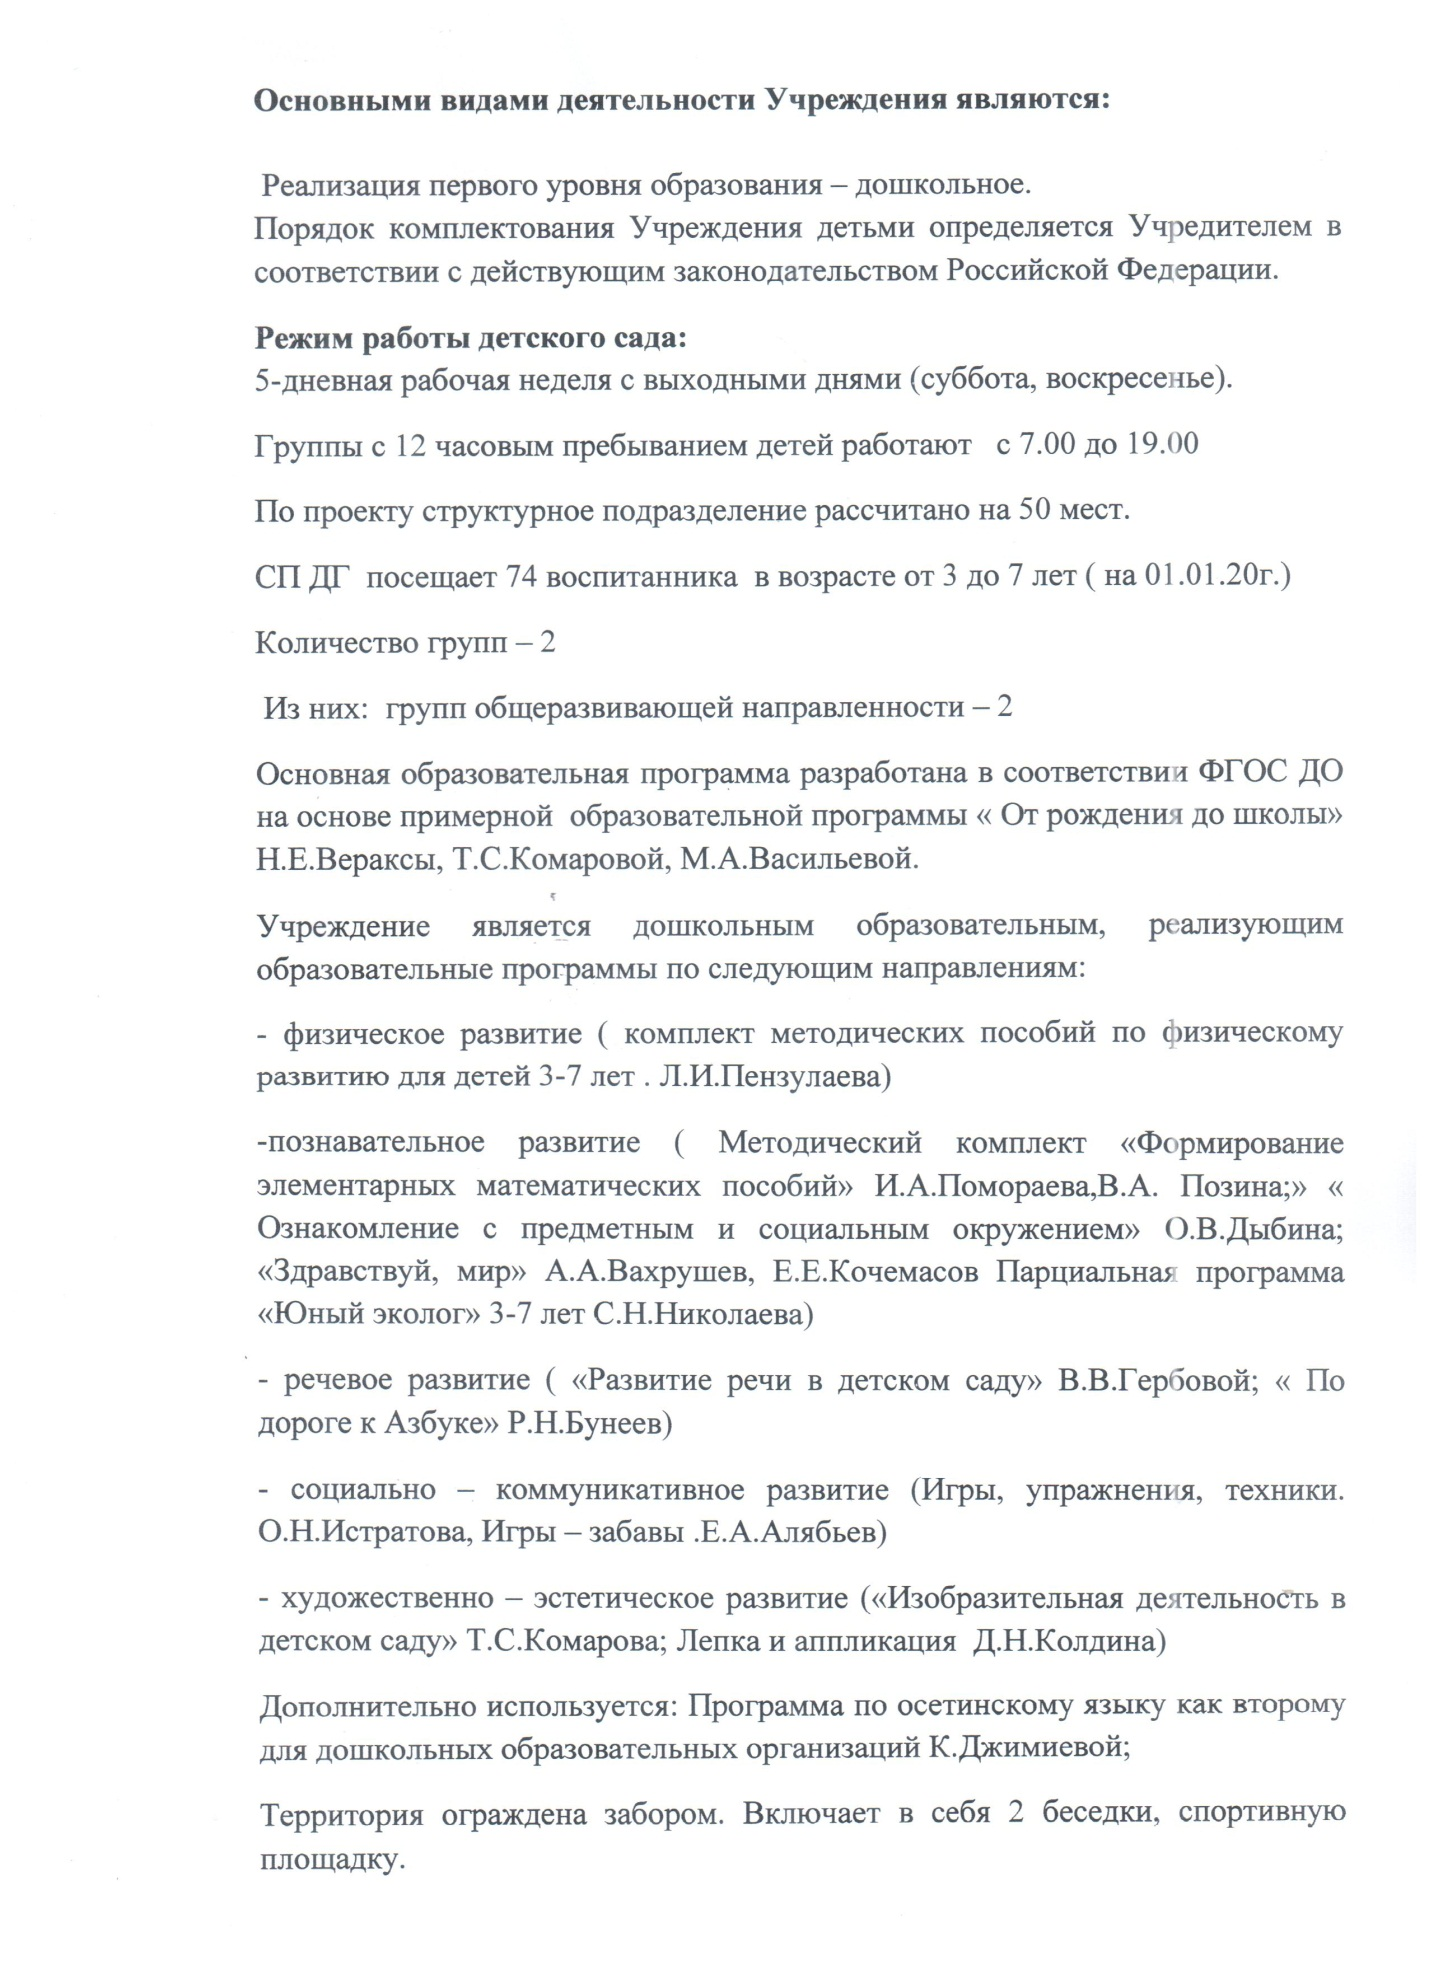 Основными видами деятельности Учреждения являются:
Реализация первого уровня образования – дошкольное.
Порядок комплектования Учреждения детьми определяется Учредителем в
соответствии с действующим законодательством Российской Федерации.
Режим работы детского сада:
5-дневная рабочая неделя с выходными днями (суббота, воскресенье).
Группы с 12 часовым пребыванием детей работают с 7.00 до 19.00
По проекту структурное подразделение рассчитано на 50 мест.
СП ДГ посещает 74 воспитанника в возрасте от 3 до 7 лет ( на 01.01.20г.)
Количество групп – 2
Из них: групп общеразвивающей направленности – 2
Основная образовательная программа разработана в соответствии ФГОС ДО
на основе примерной образовательной программы « От рождения до школы»
Н.Е.Вераксы, Т.С.Комаровой, М.А.Васильевой.
Учреждение является дошкольным образовательным, реализующим
образовательные программы по следующим направлениям:
- физическое развитие ( комплект методических пособий по физическому
развитию для детей 3-7 лет . Л.И.Пензулаева)
-познавательное развитие ( Методический комплект «Формирование
элементарных математических пособий» И.А.Помораева,В.А. Позина;» «
Ознакомление с предметным и социальным окружением» О.В.Дыбина;
«Здравствуй, мир» А.А.Вахрушев, Е.Е.Кочемасов Парциальная программа
«Юный эколог» 3-7 лет С.Н.Николаева)
- речевое развитие ( «Развитие речи в детском саду» В.В.Гербовой; « По
дороге к Азбуке» Р.Н.Бунеев)
- социально – коммуникативное развитие (Игры, упражнения, техники.
О.Н.Истратова, Игры – забавы .Е.А.Алябьев)
- художественно – эстетическое развитие («Изобразительная деятельность в
детском саду» Т.С.Комарова; Лепка и аппликация Д.Н.Колдина)
Дополнительно используется: Программа по осетинскому языку как второму
для дошкольных образовательных организаций К.Джимиевой;
Территория ограждена забором. Включает в себя 2 беседки, спортивную
площадку.